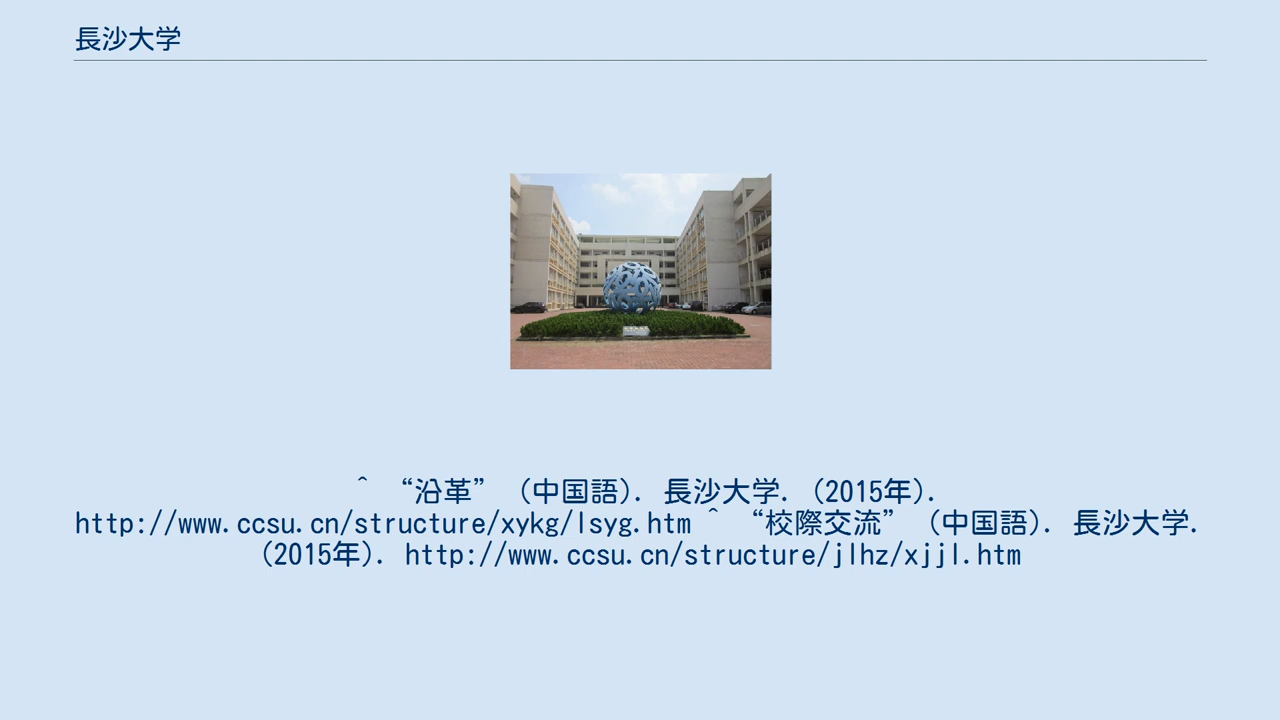 長沙大学
^ “沿革” (中国語). 長沙大学. (2015年).
http://www.ccsu.cn/structure/xykg/lsyg.htm ^ “校際交流” (中国語). 長沙大学.
(2015年). http://www.ccsu.cn/structure/jlhz/xjjl.htm